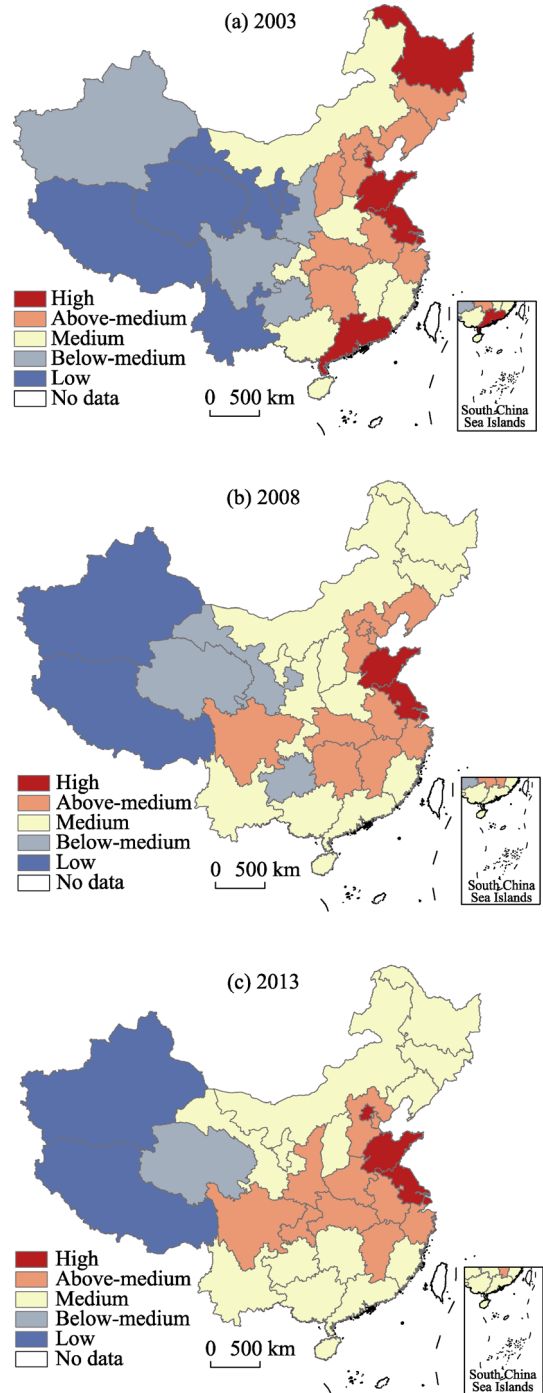 (a) 2003
High
Above-medium
Medium
Below-medium
Low
No data
0 500 km
South China
Sea Islands
(b) 2008
High
Above-medium
Medium
Below-medium
Low
No data
0 500 km
South China
Sea Islands
(c) 2013
High
Above-medium
Medium
Below-medium
Low
No data
0 500 km
South China
Sea Islands